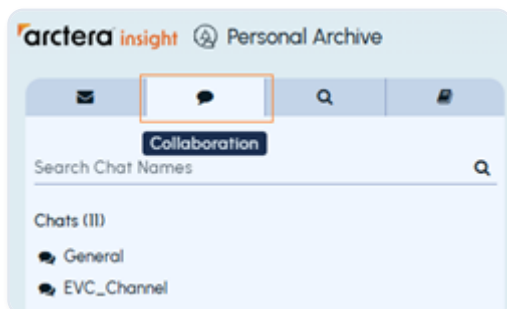 arctera insight Personal Archive
Collaboration
Search Chat Names
Chats (11)
General
EVC_Channel